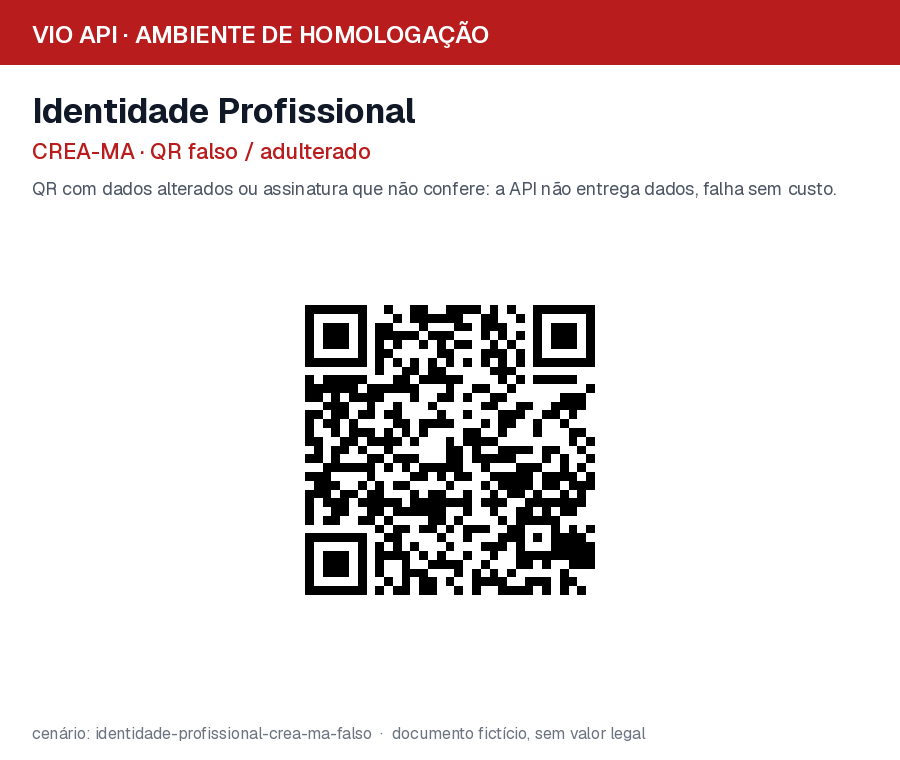 VIO API · AMBIENTE DE HOMOLOGAÇÃO
Identidade Profissional
CREA-MA · QR falso / adulterado
QR com dados alterados ou assinatura que não confere: a API não entrega dados, falha sem custo.
cenário: identidade-profissional-crea-ma-falso · documento fictício, sem valor legal